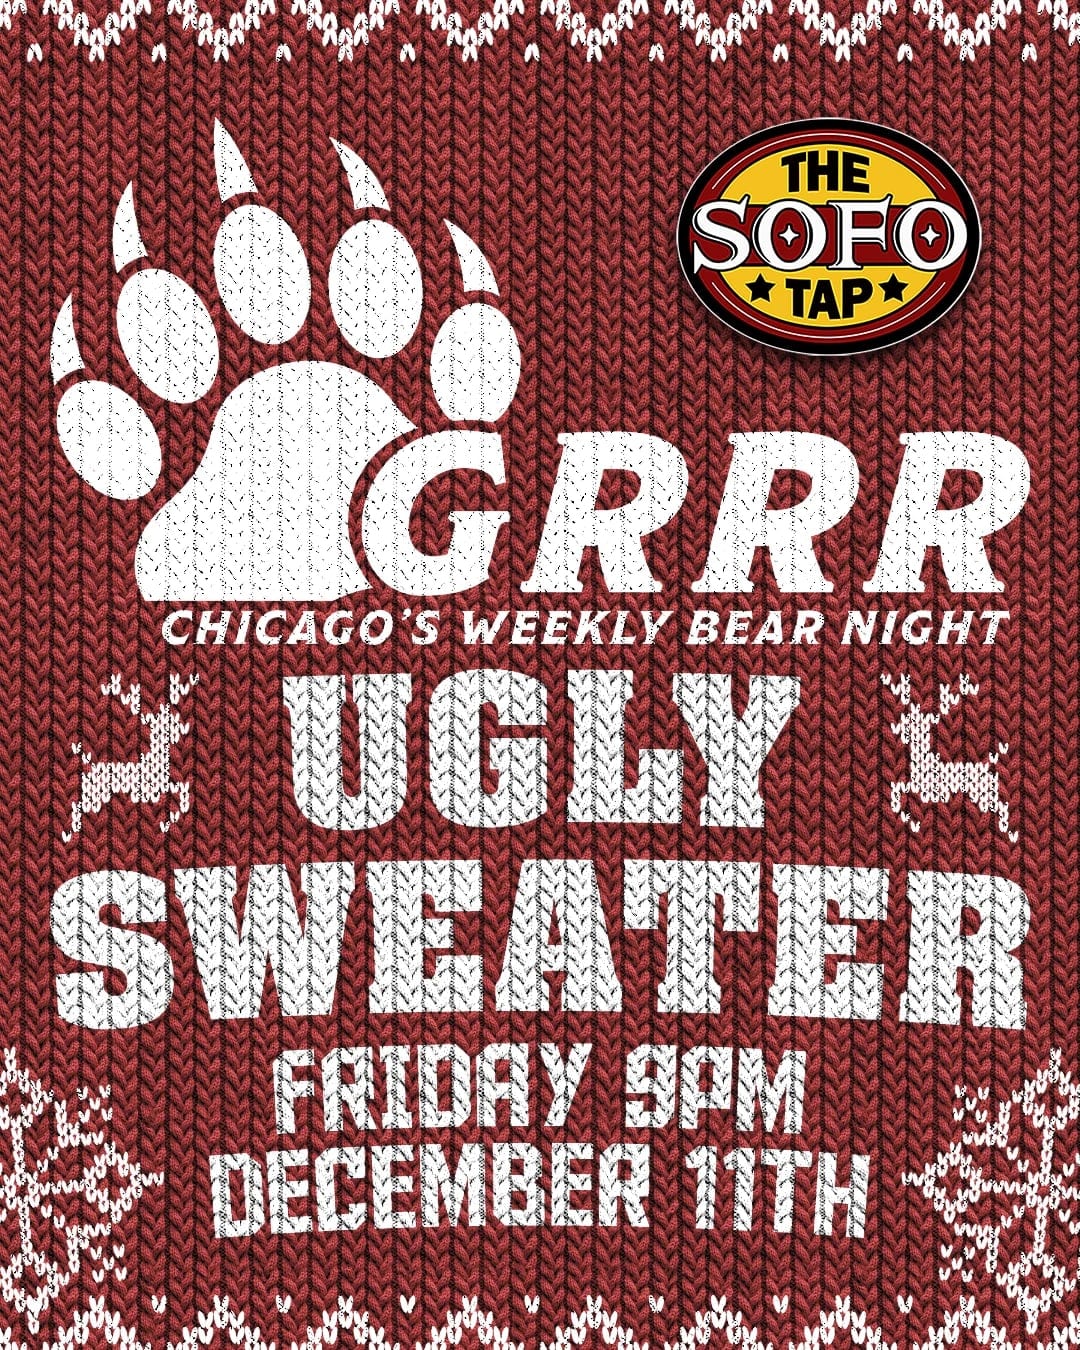 THE
SOFO
TAP
GRRR
CHICAGO'S WEEKLY BEAR NIGHT
UGLY
SWEATER
FRIDAY 9PM
DECEMBER 11TH